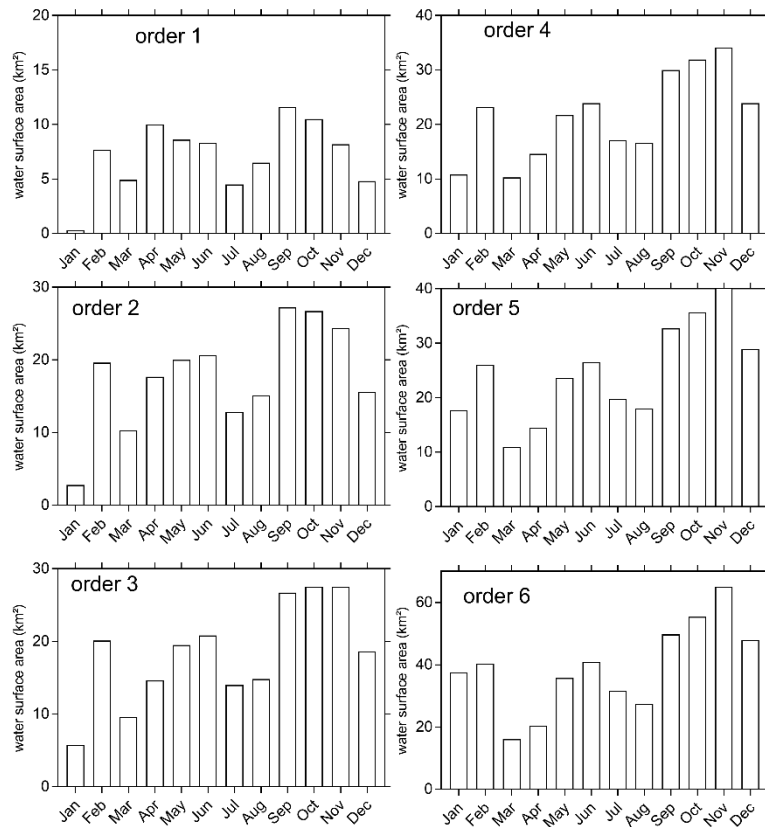 order 1
water surface area (km²)
20
15
10
5
0
Jan Feb Mar Apr May Jun Jul Aug Sep Oct Nov Dec
order 4
water surface area (km²)
40
30
20
10
0
Jan Feb Mar Apr May Jun Jul Aug Sep Oct Nov Dec
order 2
water surface area (km²)
30
20
10
0
Jan Feb Mar Apr May Jun Jul Aug Sep Oct Nov Dec
order 5
water surface area (km²)
40
30
20
10
0
Jan Feb Mar Apr May Jun Jul Aug Sep Oct Nov Dec
order 3
water surface area (km²)
30
20
10
0
Jan Feb Mar Apr May Jun Jul Aug Sep Oct Nov Dec
order 6
water surface area (km²)
60
40
20
0
Jan Feb Mar Apr May Jun Jul Aug Sep Oct Nov Dec